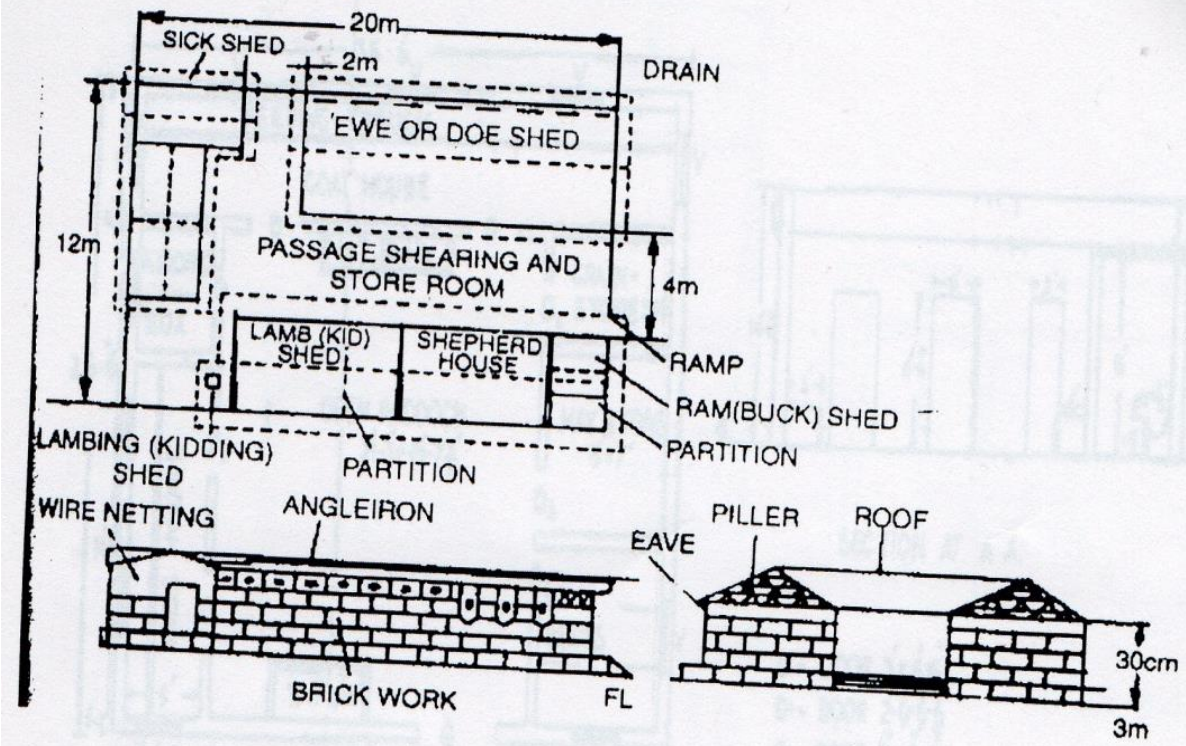 20m
SICK SHED
2m
DRAIN
EWE OR DOE SHED
12m
PASSAGE SHEARING AND
STORE ROOM
4m
LAMB (KID)
SHED
SHEPHERD
HOUSE
RAMP
RAM(BUCK) SHED
PARTITION
LAMBING (KIDDING)
SHED
PARTITION
WIRE NETTING
ANGLEIRON
EAVE
PILLER
ROOF
BRICK WORK
FL
30cm
3m